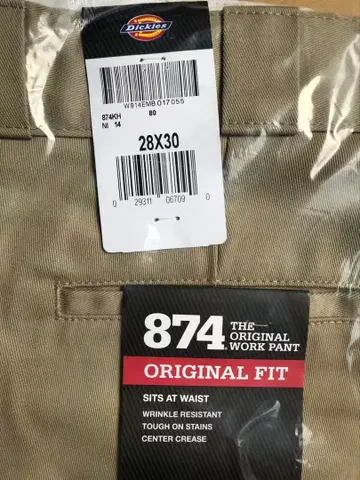 Dickies
W914EMB017055
874KH 80
NI 14
28X30
0 29311 06709 0
874 THE ORIGINAL WORK PANT
ORIGINAL FIT
SITS AT WAIST
WRINKLE RESISTANT
TOUGH ON STAINS
CENTER CREASE